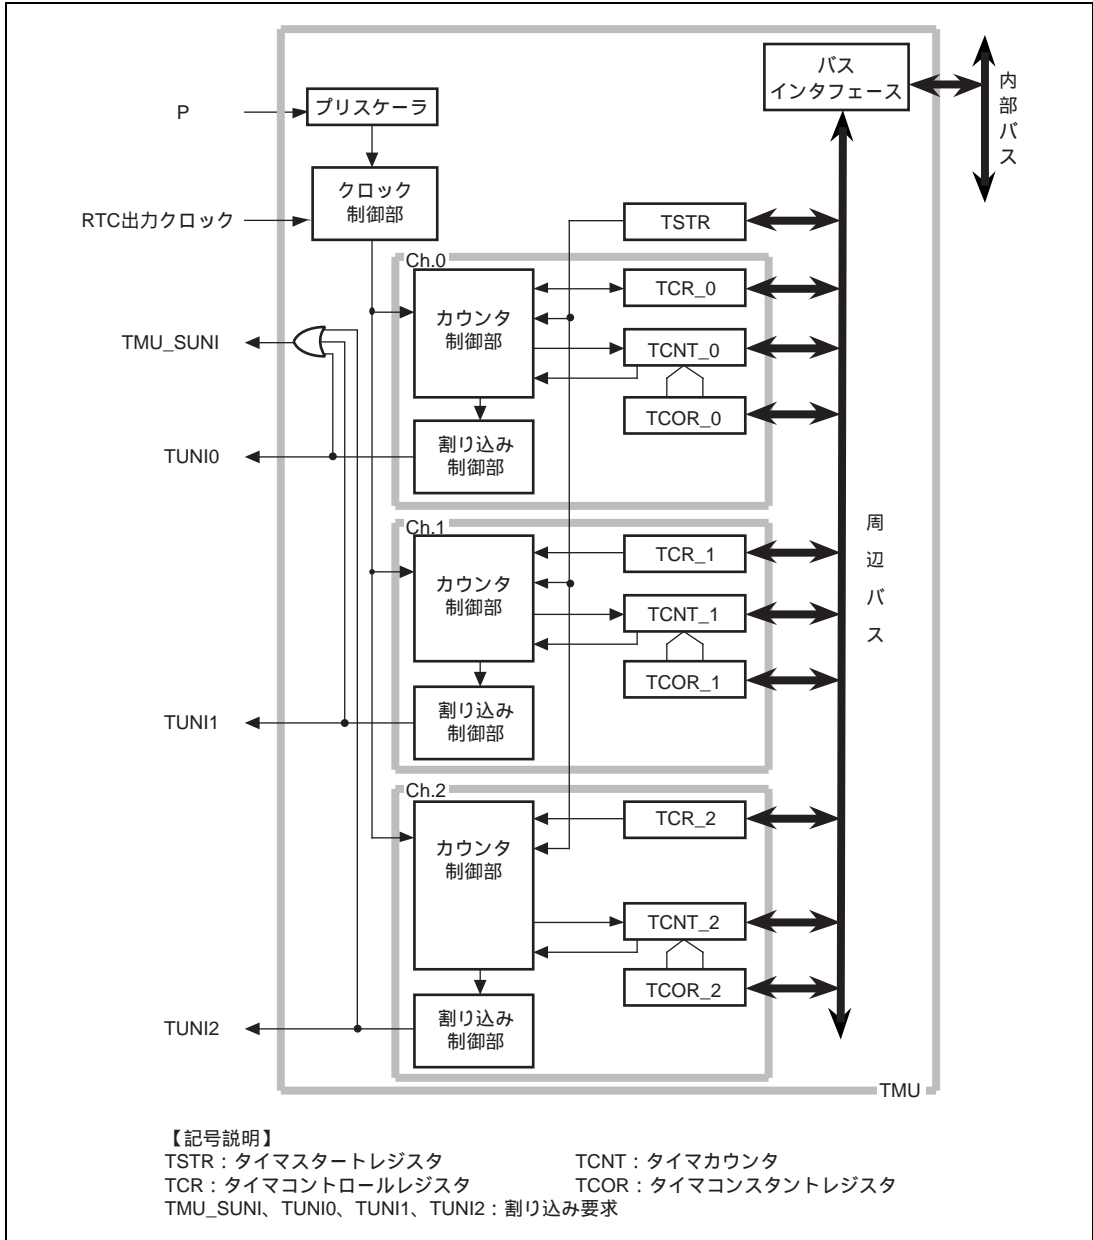 バス
インタフェース
内部バス
P
プリスケーラ
クロック
制御部
RTC出力クロック
TSTR
Ch.0
カウンタ
制御部
TCR_0
TMU_SUNI
TCNT_0
TCOR_0
割り込み
制御部
TUNI0
周辺バス
Ch.1
カウンタ
制御部
TCR_1
TCNT_1
TCOR_1
割り込み
制御部
TUNI1
Ch.2
カウンタ
制御部
TCR_2
TCNT_2
TCOR_2
割り込み
制御部
TUNI2
TMU
【記号説明】
TSTR：タイマスタートレジスタ TCNT：タイマカウンタ
TCR：タイマコントロールレジスタ TCOR：タイマコンスタントレジスタ
TMU_SUNI、TUNI0、TUNI1、TUNI2：割り込み要求